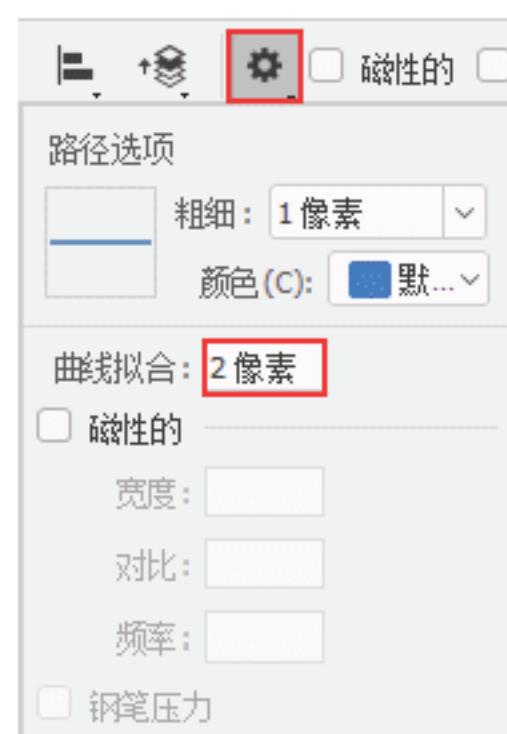 磁性的
路径选项
粗细：1 像素
颜色(C)：默...
曲线拟合：2 像素
磁性的
宽度：
对比：
频率：
钢笔压力